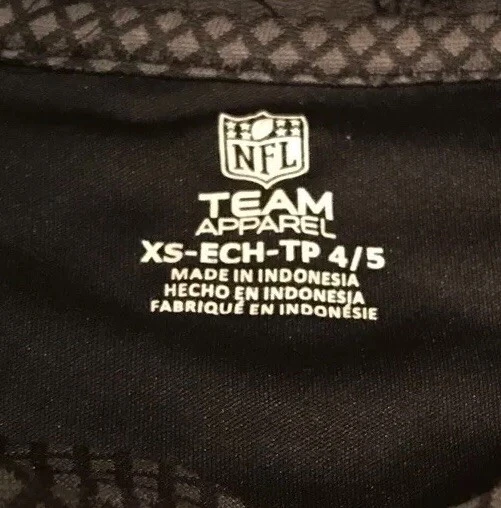 NFL
TEAM
APPAREL
XS-ECH-TP 4/5
MADE IN INDONESIA
HECHO EN INDONESIA
FABRIQUÉ EN INDONÉSIE